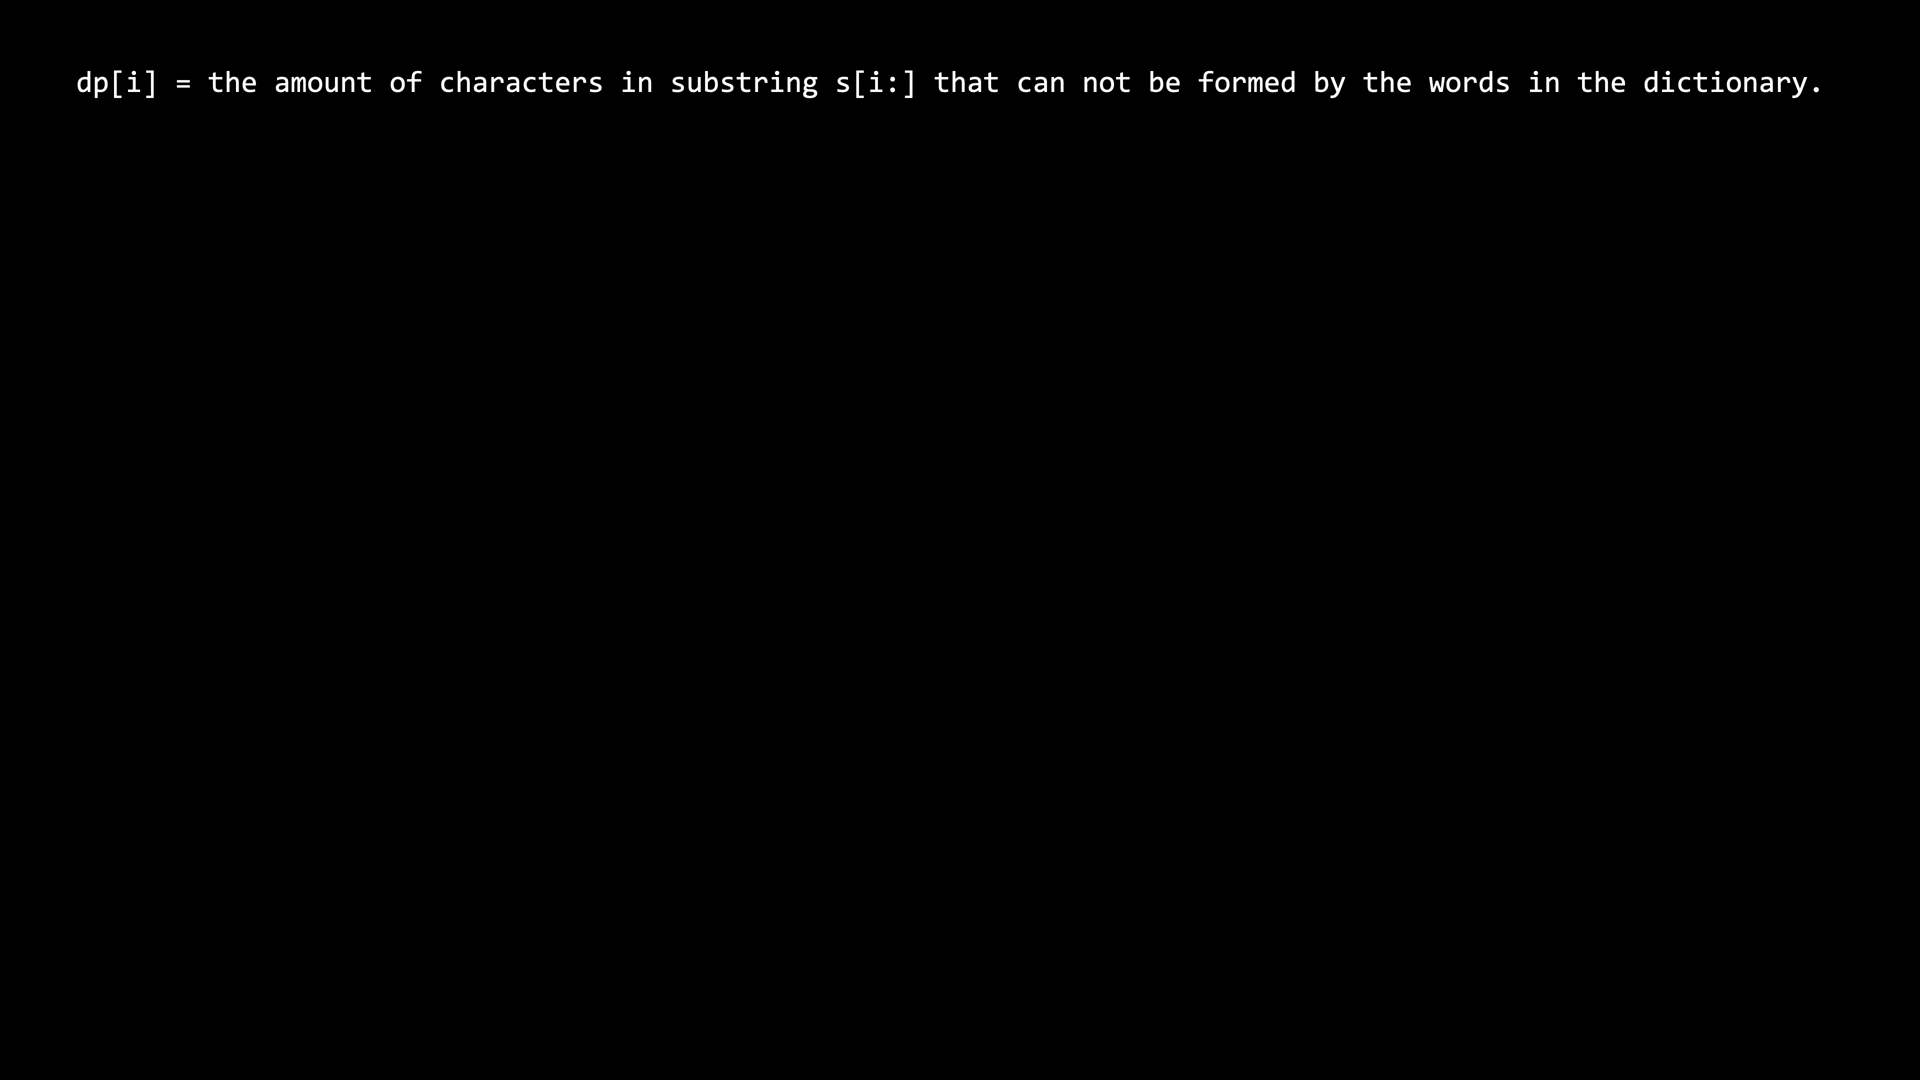 dp[i] = the amount of characters in substring s[i:] that can not be formed by the words in the dictionary.